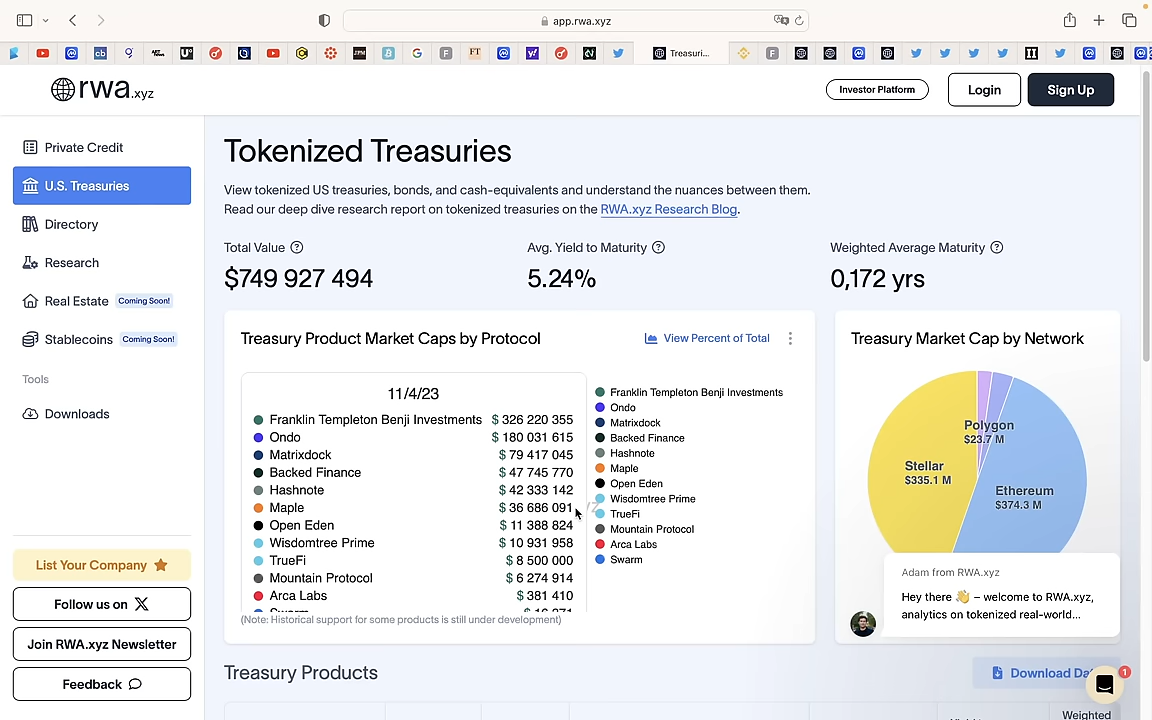 app.rwa.xyz
Treasuri...
rwa.xyz
Investor Platform
Login
Sign Up
Private Credit
U.S. Treasuries
Directory
Research
Real Estate Coming Soon!
Stablecoins Coming Soon!
Tools
Downloads
List Your Company
Follow us on X
Join RWA.xyz Newsletter
Feedback
Tokenized Treasuries
View tokenized US treasuries, bonds, and cash-equivalents and understand the nuances between them.
Read our deep dive research report on tokenized treasuries on the RWA.xyz Research Blog.
Total Value
$749 927 494
Avg. Yield to Maturity
5.24%
Weighted Average Maturity
0,172 yrs
Treasury Product Market Caps by Protocol
View Percent of Total
11/4/23
Franklin Templeton Benji Investments $ 326 220 355
Ondo $ 180 031 615
Matrixdock $ 79 417 045
Backed Finance $ 47 745 770
Hashnote $ 42 333 142
Maple $ 36 686 091
Open Eden $ 11 388 824
Wisdomtree Prime $ 10 931 958
TrueFi $ 8 500 000
Mountain Protocol $ 6 274 914
Arca Labs $ 381 410
Franklin Templeton Benji Investments
Ondo
Matrixdock
Backed Finance
Hashnote
Maple
Open Eden
Wisdomtree Prime
TrueFi
Mountain Protocol
Arca Labs
Swarm
(Note: Historical support for some products is still under development)
Treasury Market Cap by Network
Polygon
$23.7 M
Stellar
$335.1 M
Ethereum
$374.3 M
Adam from RWA.xyz
Hey there 👋 – welcome to RWA.xyz,
analytics on tokenized real-world...
1
Treasury Products
Download
Weighted